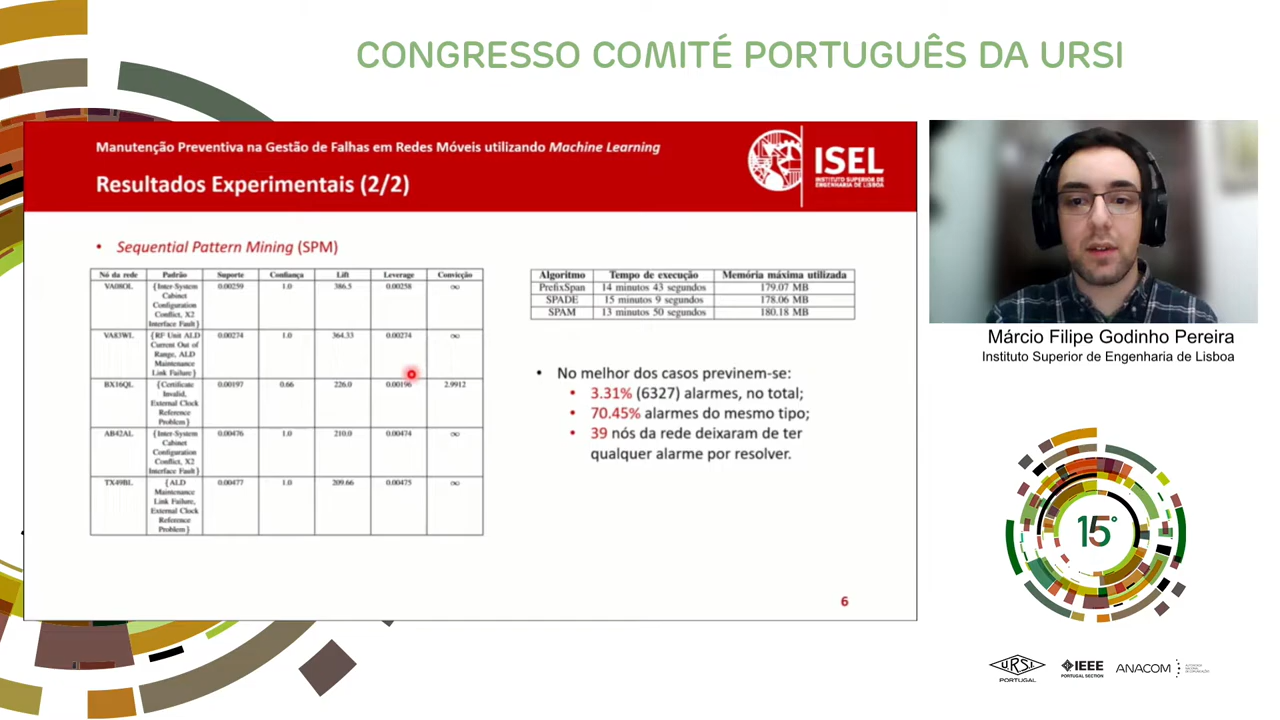 CONGRESSO COMITÉ PORTUGUÊS DA URSI
Manutenção Preventiva na Gestão de Falhas em Redes Móveis utilizando Machine Learning
Resultados Experimentais (2/2)
ISEL
INSTITUTO SUPERIOR DE
ENGENHARIA DE LISBOA
• Sequential Pattern Mining (SPM)
Nó da rede Padrão Suporte Confiança Lift Leverage Convicção
VA080L {Inter-System 0.00259 1.0 386.5 0.00258 ∞
Cabinet
Configuration
Conflict, X2
Interface Fault}
VA83WL {RF Unit ALD 0.00274 1.0 364.33 0.00274 ∞
Current Out of
Range, ALD
Maintenance
Link Failure}
BX16QL {Certificate 0.00197 0.66 226.0 0.00196 2.9912
Invalid,
External Clock
Reference
Problem}
AB42AL {Inter-System 0.00476 1.0 210.0 0.00474 ∞
Cabinet
Configuration
Conflict, X2
Interface Fault}
TX49BL {ALD 0.00477 1.0 209.66 0.00475 ∞
Maintenance
Link Failure,
External Clock
Reference
Problem}
Algoritmo Tempo de execução Memória máxima utilizada
PrefixSpan 14 minutos 43 segundos 179.07 MB
SPADE 15 minutos 9 segundos 178.06 MB
SPAM 13 minutos 50 segundos 180.18 MB
• No melhor dos casos previnem-se:
• 3.31% (6327) alarmes, no total;
• 70.45% alarmes do mesmo tipo;
• 39 nós da rede deixaram de ter
qualquer alarme por resolver.
6
Márcio Filipe Godinho Pereira
Instituto Superior de Engenharia de Lisboa
15°
URSI
PORTUGAL
IEEE
PORTUGAL SECTION
ANACOM